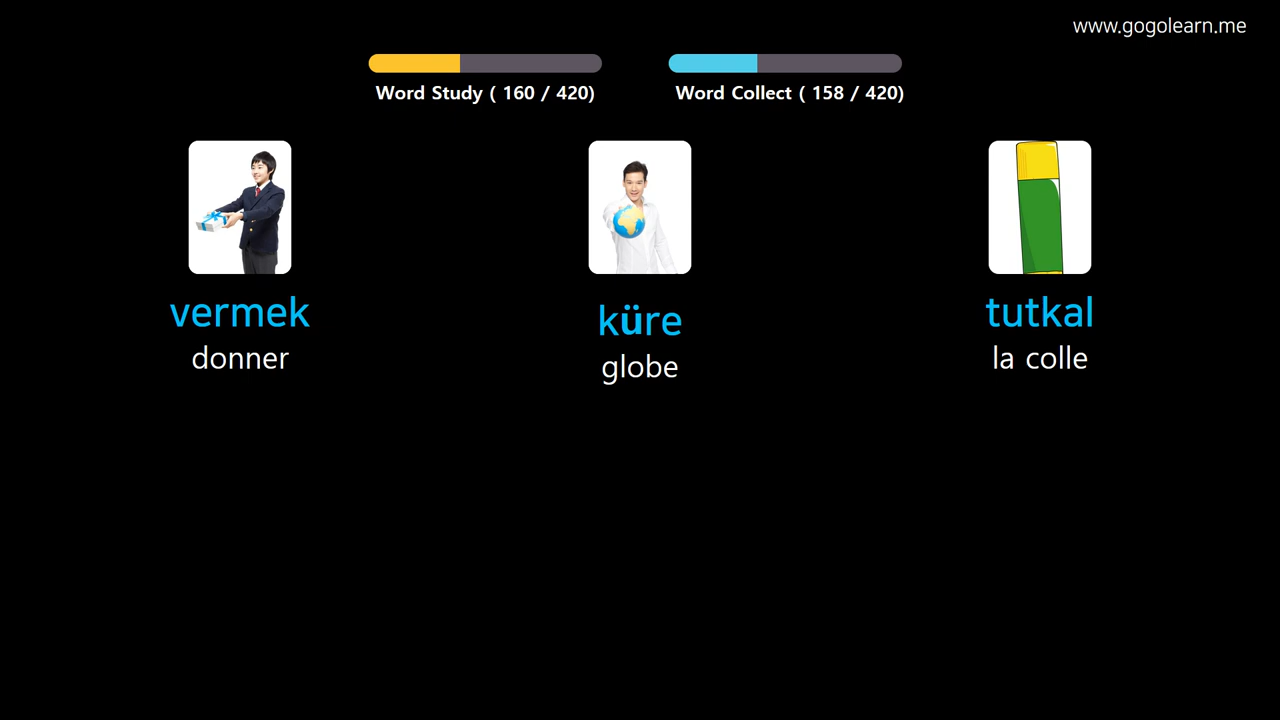 www.gogolearn.me
Word Study ( 160 / 420)
Word Collect ( 158 / 420)
vermek
donner
küre
globe
tutkal
la colle